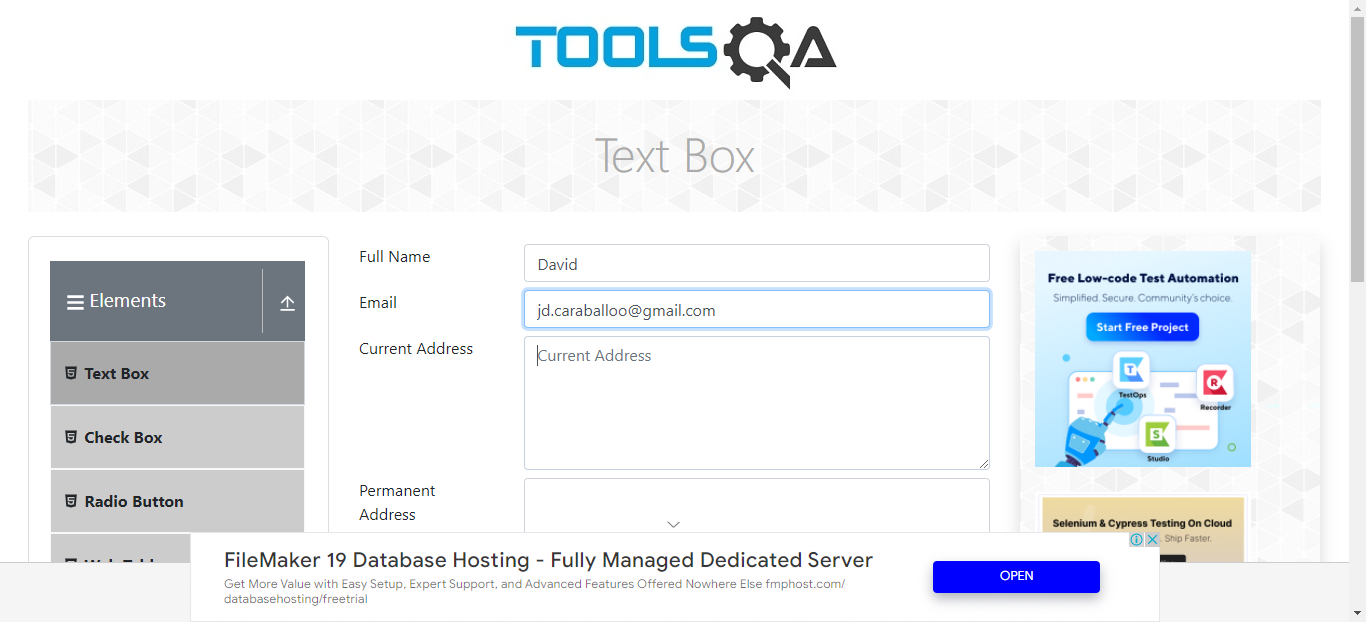 TOOLSQA
Text Box
Elements
Text Box
Check Box
Radio Button
Full Name
David
Email
jd.caraballoo@gmail.com
Current Address
Current Address
Permanent
Address
Free Low-code Test Automation
Simplified. Secure. Community's choice.
Start Free Project
TestOps
Recorder
Studio
Selenium & Cypress Testing On Cloud
. Ship Faster.
FileMaker 19 Database Hosting - Fully Managed Dedicated Server
Get More Value with Easy Setup, Expert Support, and Advanced Features Offered Nowhere Else fmphost.com/
databasehosting/freetrial
OPEN